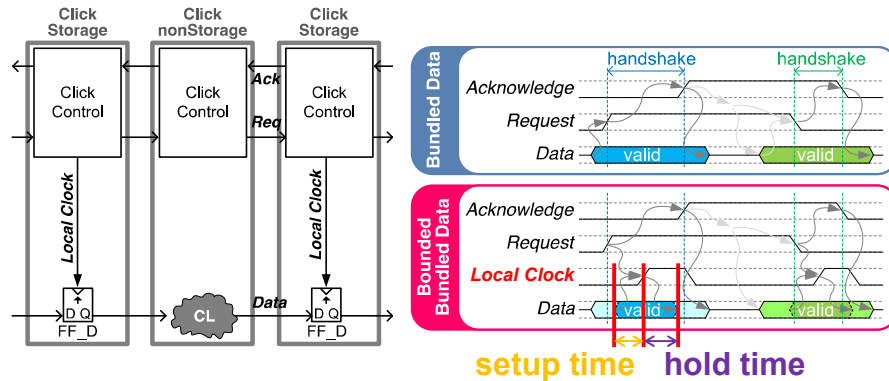 Click
Storage
Click
nonStorage
Click
Storage
Click
Control
Click
Control
Click
Control
Ack
Req
Local Clock
Local Clock
D Q
FF_D
CL
Data
D Q
FF_D
Bundled Data
handshake
handshake
Acknowledge
Request
Data
valid
valid
Bounded
Bundled Data
Acknowledge
Request
Local Clock
Data
valid
valid
setup time
hold time